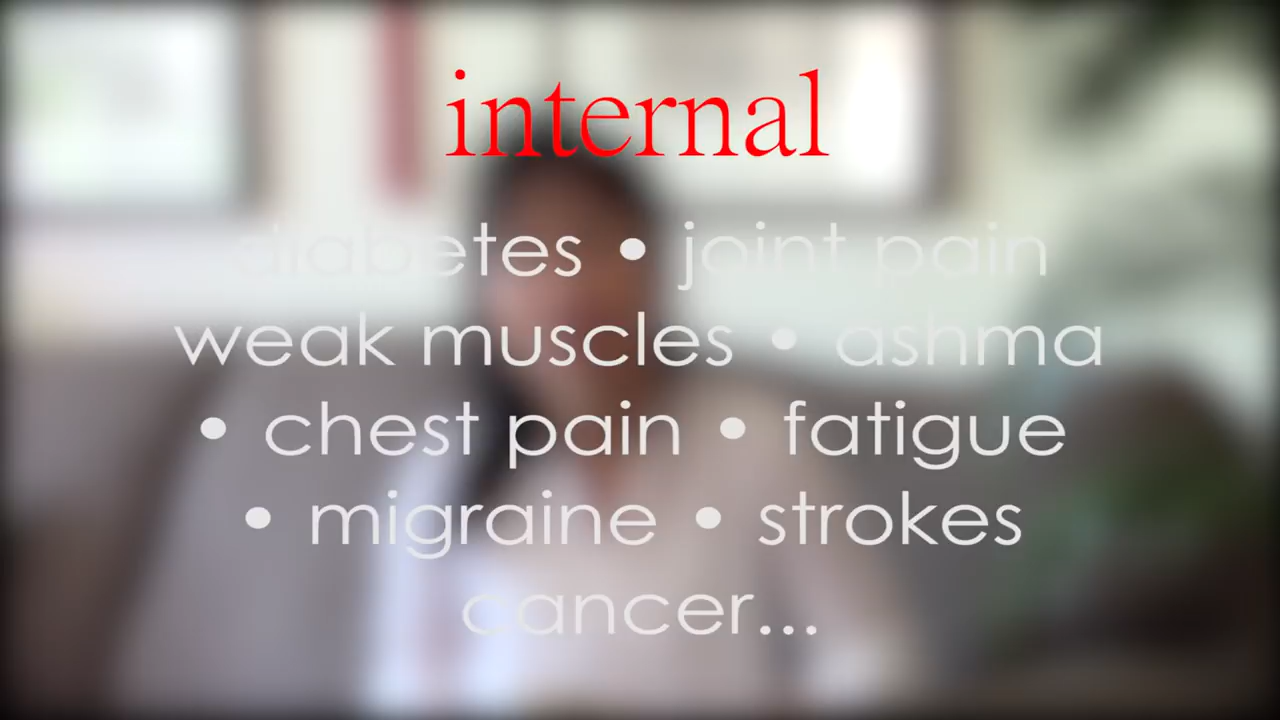 internal
diabetes • joint pain
weak muscles • ashma
• chest pain • fatigue
• migraine • strokes
cancer...